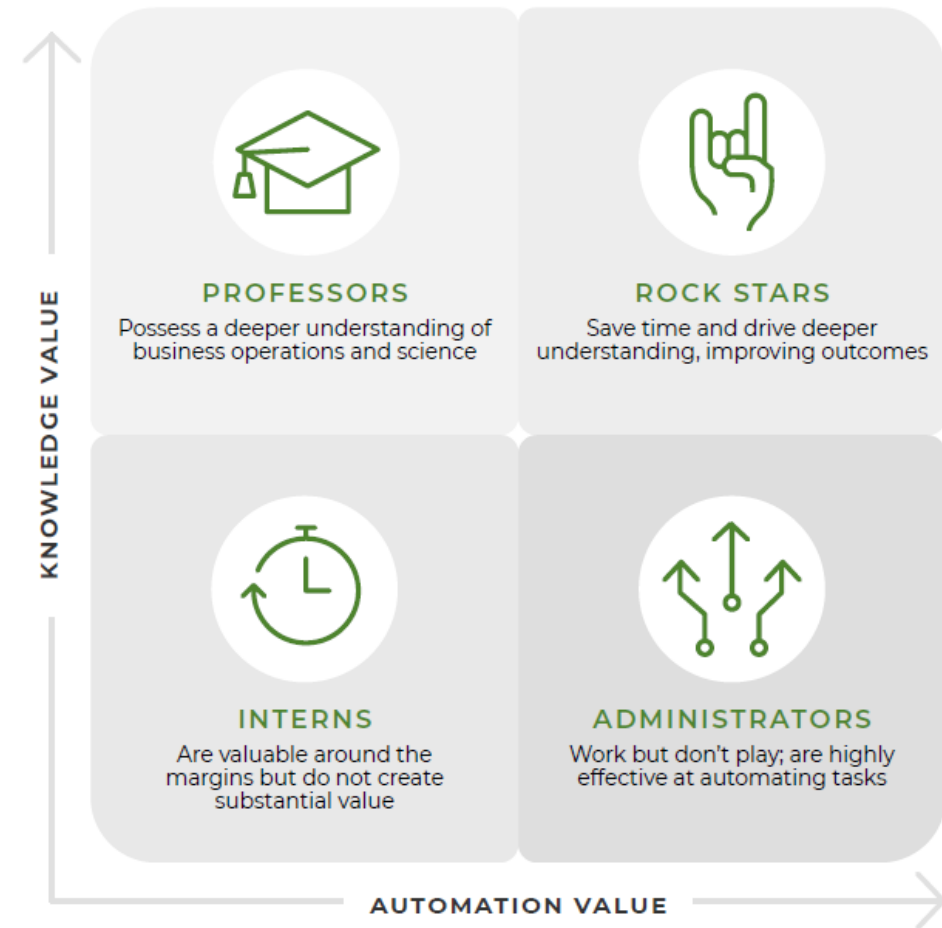 PROFESSORS
Possess a deeper understanding of
business operations and science
ROCK STARS
Save time and drive deeper
understanding, improving outcomes
KNOWLEDGE VALUE
INTERNS
Are valuable around the
margins but do not create
substantial value
ADMINISTRATORS
Work but don’t play; are highly
effective at automating tasks
AUTOMATION VALUE